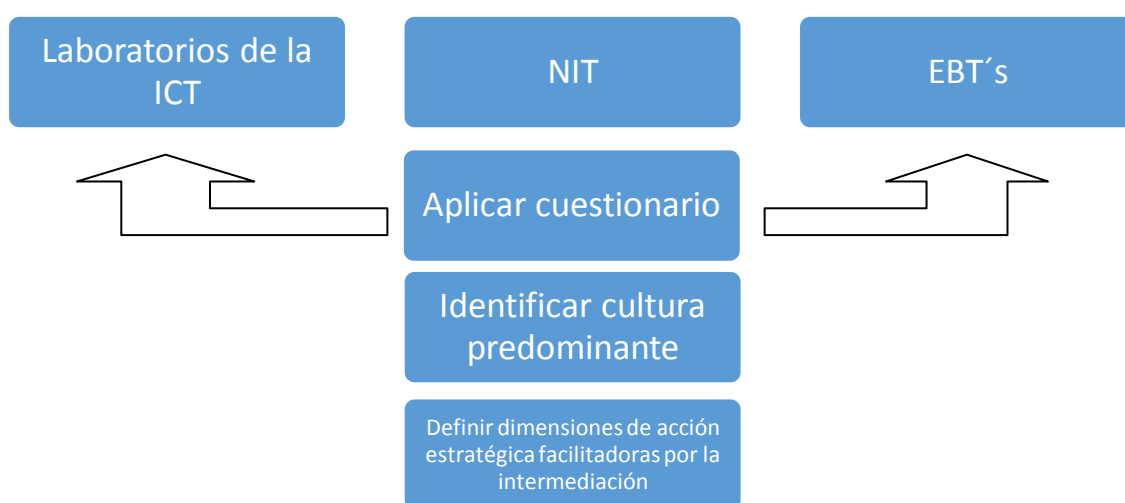 Laboratorios de la
ICT
NIT
EBT´s
Aplicar cuestionario
Identificar cultura
predominante
Definir dimensiones de acción
estratégica facilitadoras por la
intermediación